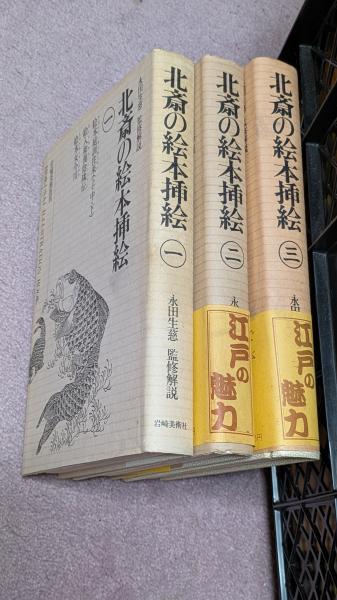 北斎の絵本挿絵
一
永田生慈 監修解説
北斎の絵本挿絵 一
永田生慈 監修解説
岩崎美術社
北斎の絵本挿絵 二
永
江戸の魅力
北斎の絵本挿絵 三
永田
江戸の魅力
円